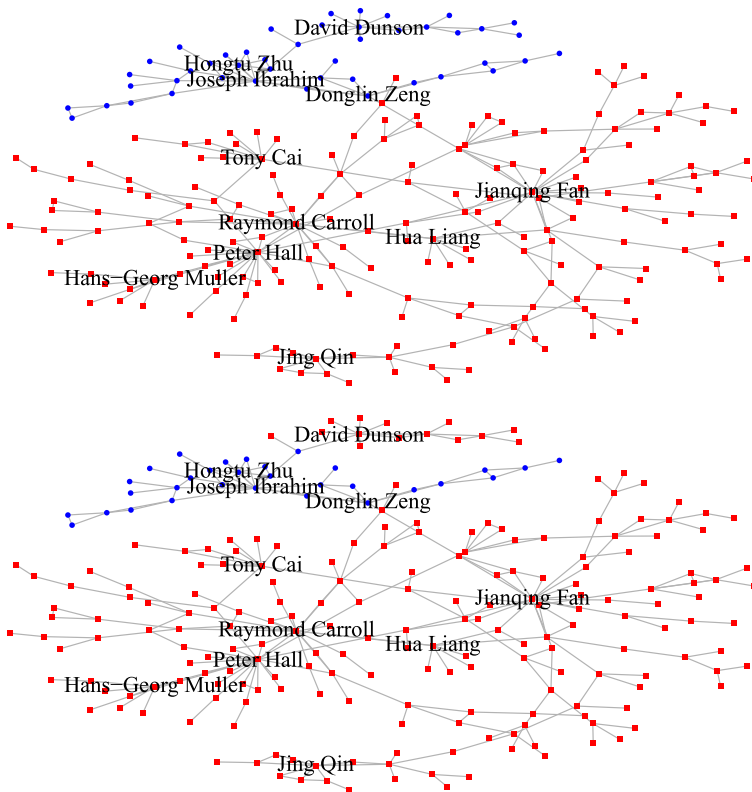 David Dunson
Hongtu Zhu
Joseph Ibrahim
Donglin Zeng
Tony Cai
Jianqing Fan
Raymond Carroll
Hua Liang
Peter Hall
Hans−Georg Muller
Jing Qin
David Dunson
Hongtu Zhu
Joseph Ibrahim
Donglin Zeng
Tony Cai
Jianqing Fan
Raymond Carroll
Hua Liang
Peter Hall
Hans−Georg Muller
Jing Qin